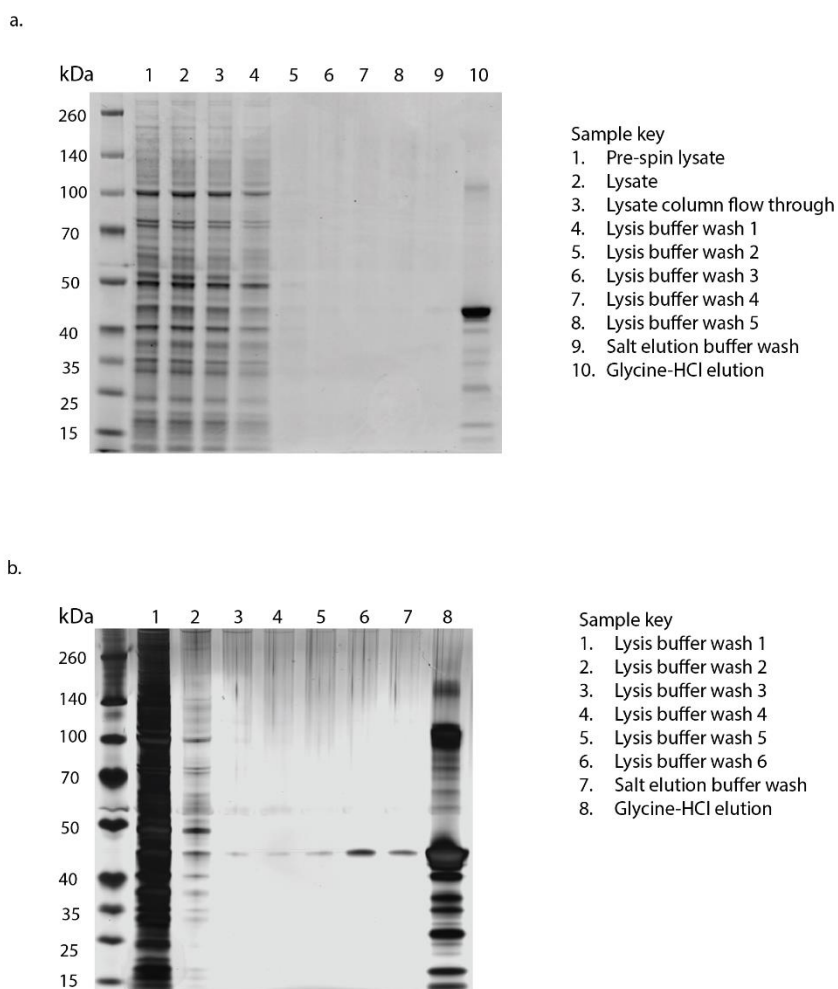 a.
kDa 1 2 3 4 5 6 7 8 9 10
260
140
100
70
50
40
35
25
15
Sample key
1. Pre-spin lysate
2. Lysate
3. Lysate column flow through
4. Lysis buffer wash 1
5. Lysis buffer wash 2
6. Lysis buffer wash 3
7. Lysis buffer wash 4
8. Lysis buffer wash 5
9. Salt elution buffer wash
10. Glycine-HCl elution
b.
kDa 1 2 3 4 5 6 7 8
260
140
100
70
50
40
35
25
15
Sample key
1. Lysis buffer wash 1
2. Lysis buffer wash 2
3. Lysis buffer wash 3
4. Lysis buffer wash 4
5. Lysis buffer wash 5
6. Lysis buffer wash 6
7. Salt elution buffer wash
8. Glycine-HCl elution